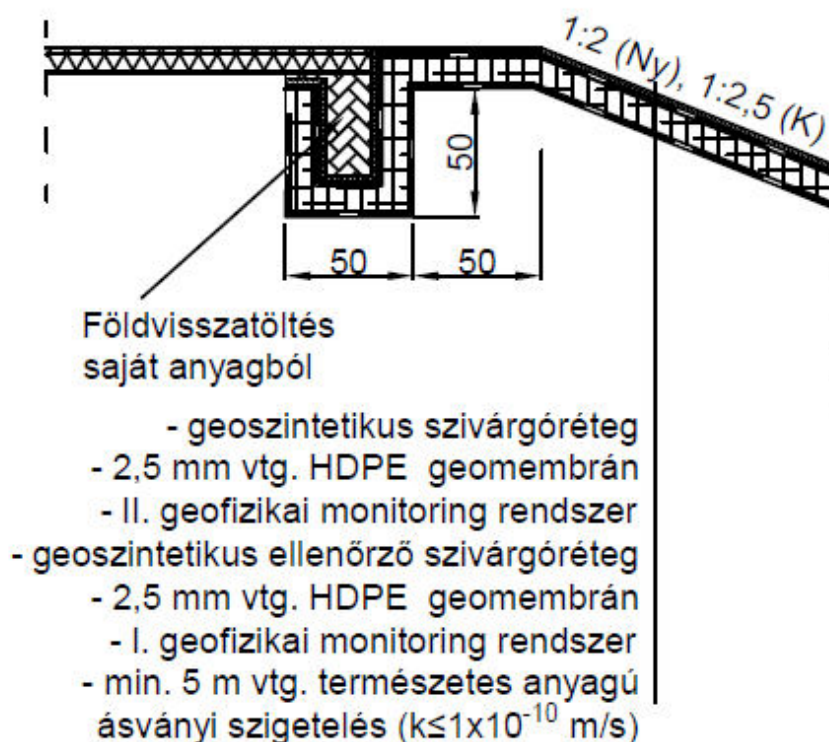 1:2 (Ny), 1:2,5 (K)
50
50
50
Földvisszatöltés
saját anyagból
- geoszintetikus szivárgóréteg
- 2,5 mm vtg. HDPE geomembrán
- II. geofizikai monitoring rendszer
- geoszintetikus ellenőrző szivárgóréteg
- 2,5 mm vtg. HDPE geomembrán
- I. geofizikai monitoring rendszer
- min. 5 m vtg. természetes anyagú
ásványi szigetelés (k≤1x10⁻¹⁰ m/s)